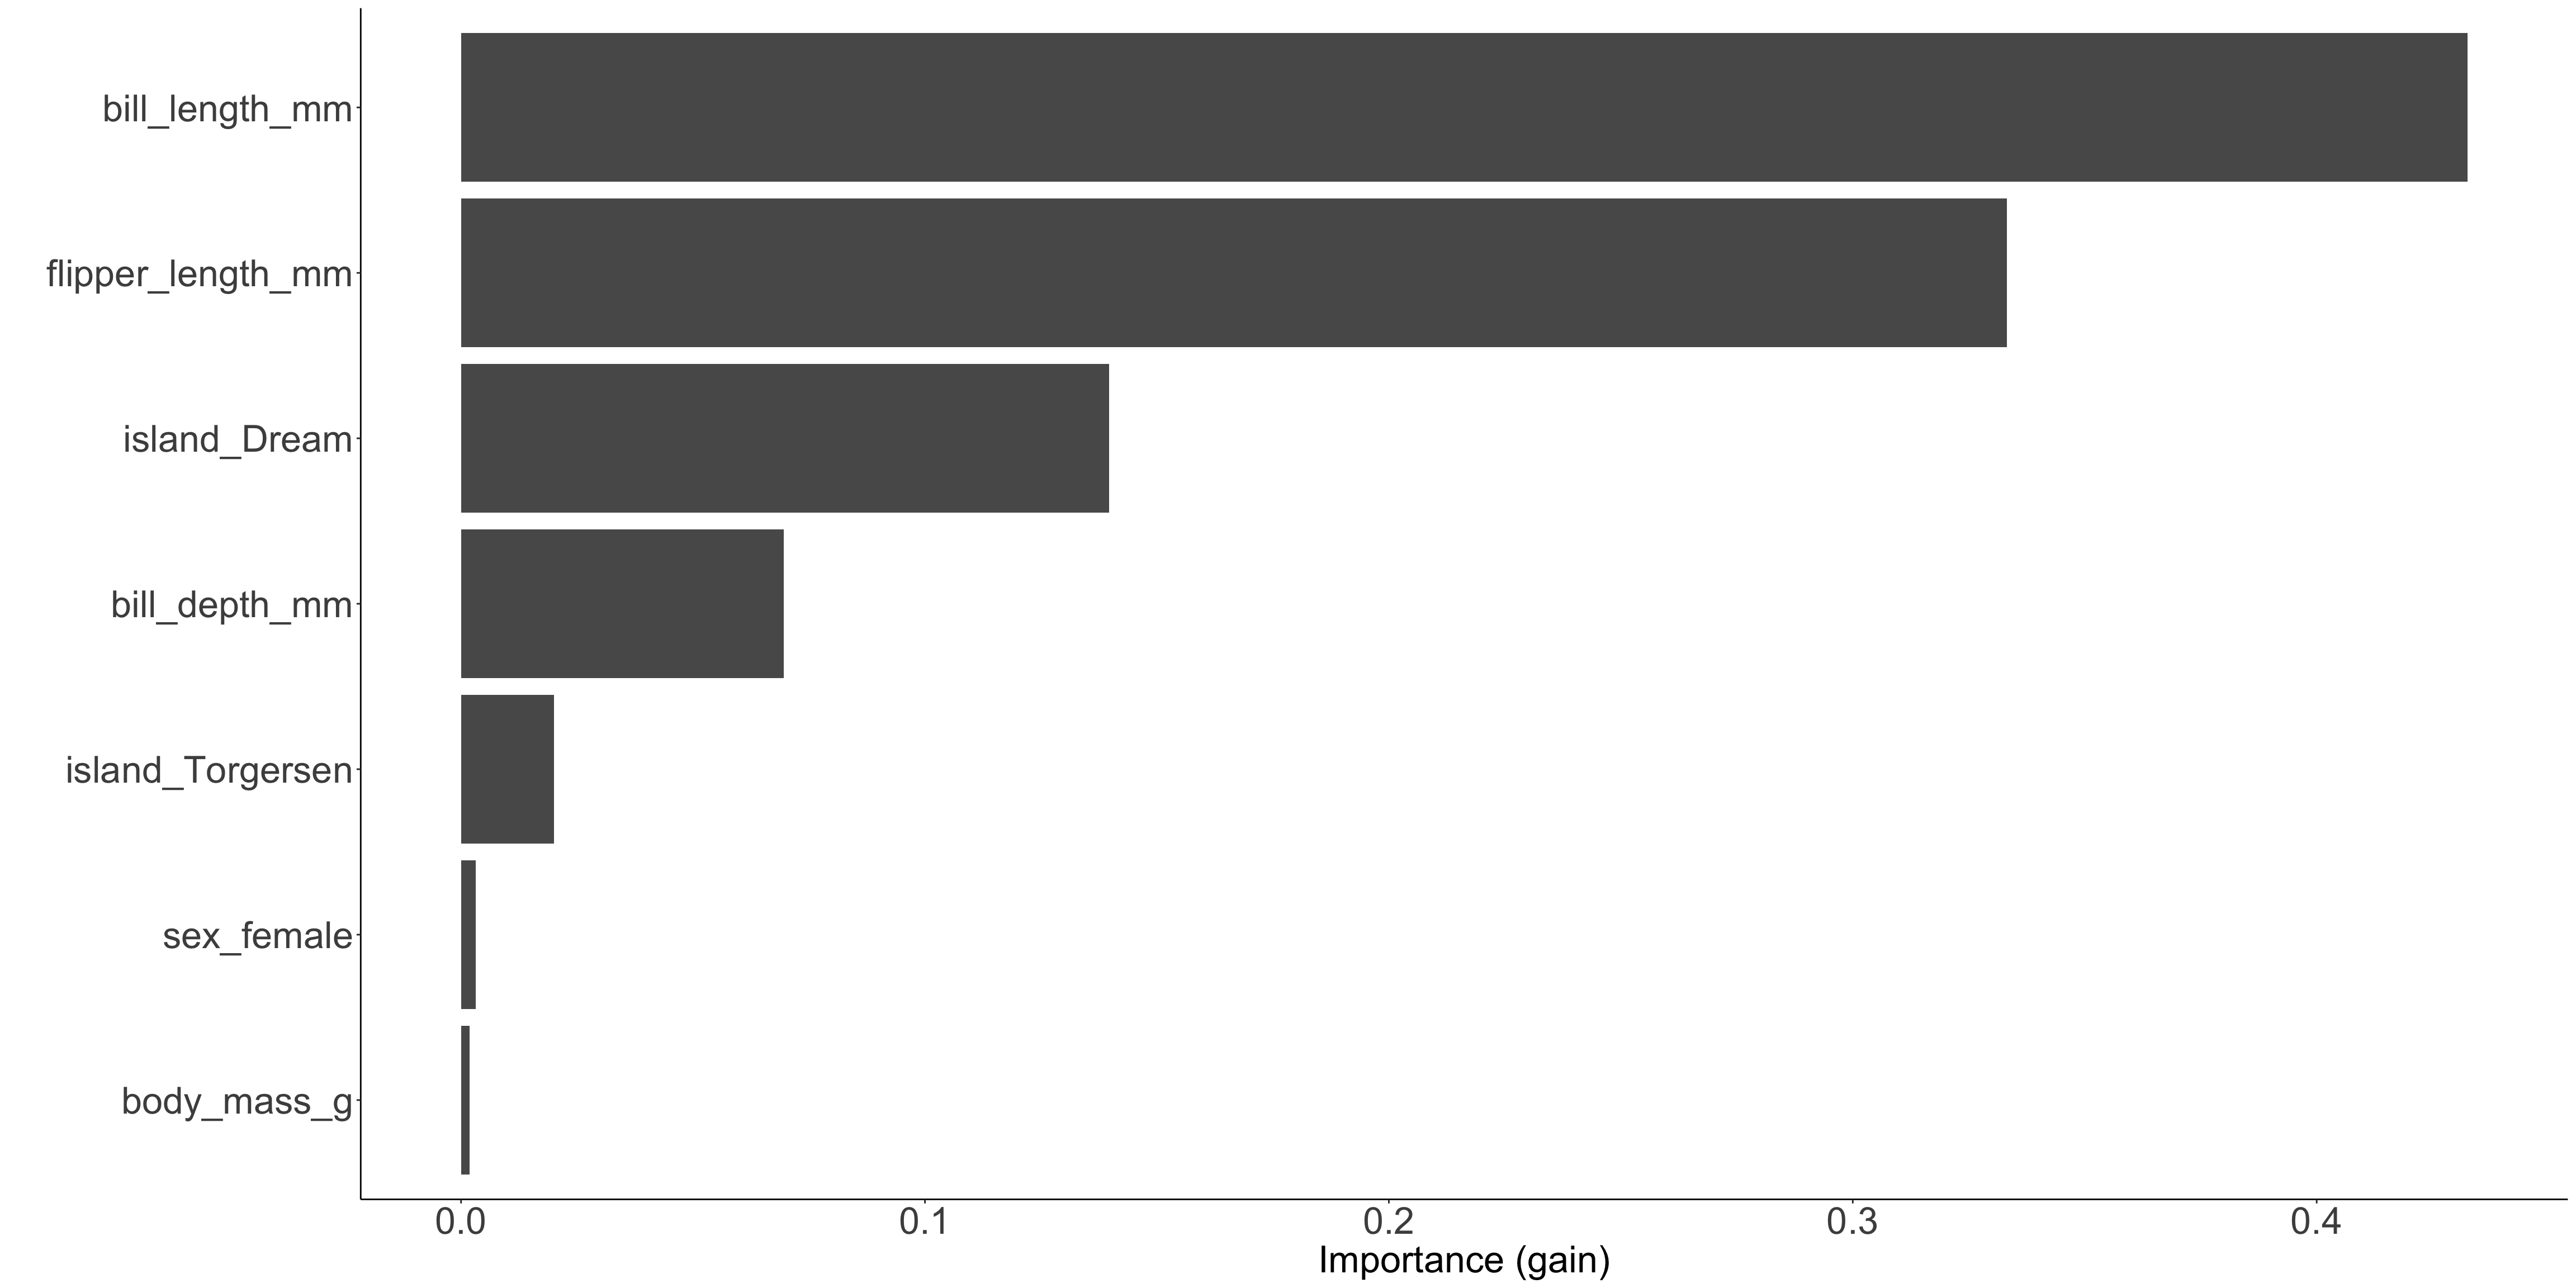 bill_length_mm
flipper_length_mm
island_Dream
bill_depth_mm
island_Torgersen
sex_female
body_mass_g
0.0 0.1 0.2 0.3 0.4
Importance (gain)